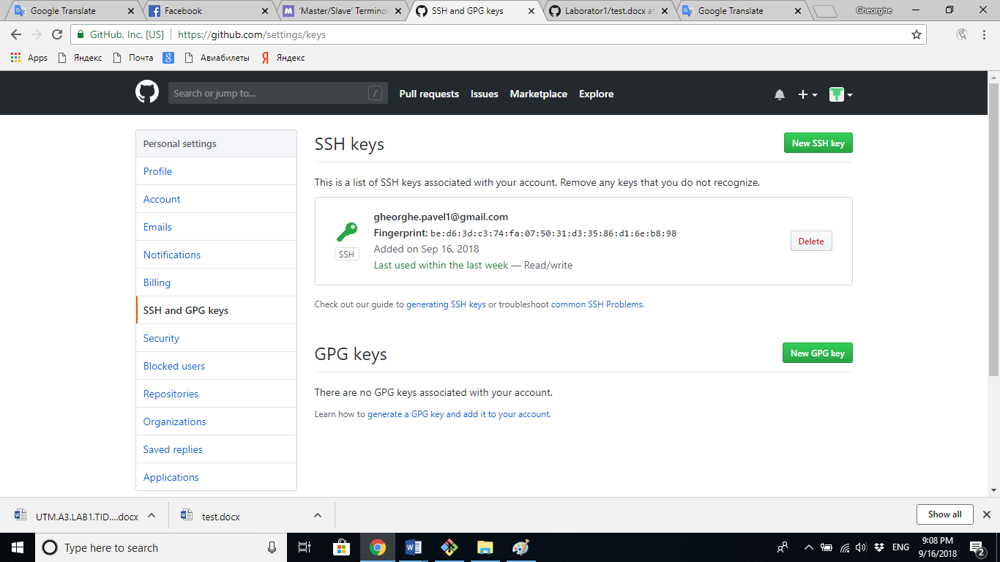 Google Translate
Facebook
'Master/Slave' Terminol
SSH and GPG keys
Laborator1/test.docx at
Google Translate
Gheorghe
GitHub, Inc. [US]
https://github.com/settings/keys
Apps
Яндекс
Почта
Авиабилеты
Яндекс
Search or jump to...
/
Pull requests
Issues
Marketplace
Explore
Personal settings
Profile
Account
Emails
Notifications
Billing
SSH and GPG keys
Security
Blocked users
Repositories
Organizations
Saved replies
Applications
SSH keys
New SSH key
This is a list of SSH keys associated with your account. Remove any keys that you do not recognize.
SSH
gheorghe.pavel1@gmail.com
Fingerprint: be:d6:3d:c3:74:fa:07:50:31:d3:35:86:d1:6e:b8:98
Added on Sep 16, 2018
Last used within the last week — Read/write
Delete
Check out our guide to generating SSH keys or troubleshoot common SSH Problems.
GPG keys
New GPG key
There are no GPG keys associated with your account.
Learn how to generate a GPG key and add it to your account.
UTM.A3.LAB1.TID....docx
test.docx
Show all
Type here to search
ENG
9:08 PM
9/16/2018
2